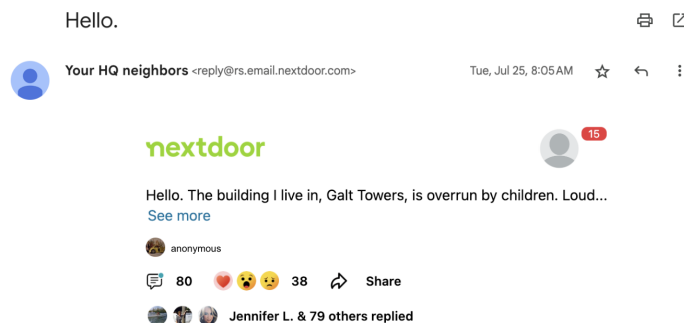 Hello.
Your HQ neighbors <reply@rs.email.nextdoor.com> Tue, Jul 25, 8:05 AM
nextdoor
15
Hello. The building I live in, Galt Towers, is overrun by children. Loud...
See more
anonymous
80 38 Share
Jennifer L. & 79 others replied